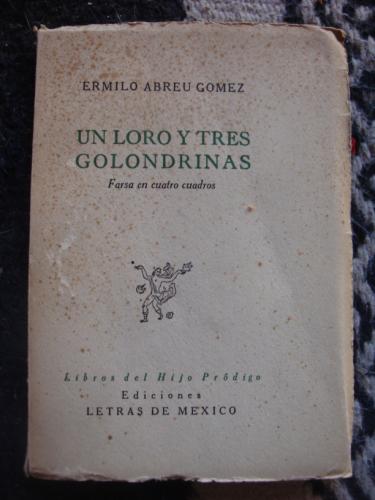 ERMILO ABREU GOMEZ
UN LORO Y TRES
GOLONDRINAS
Farsa en cuatro cuadros
Libros del Hijo Pródigo
Ediciones
LETRAS DE MEXICO